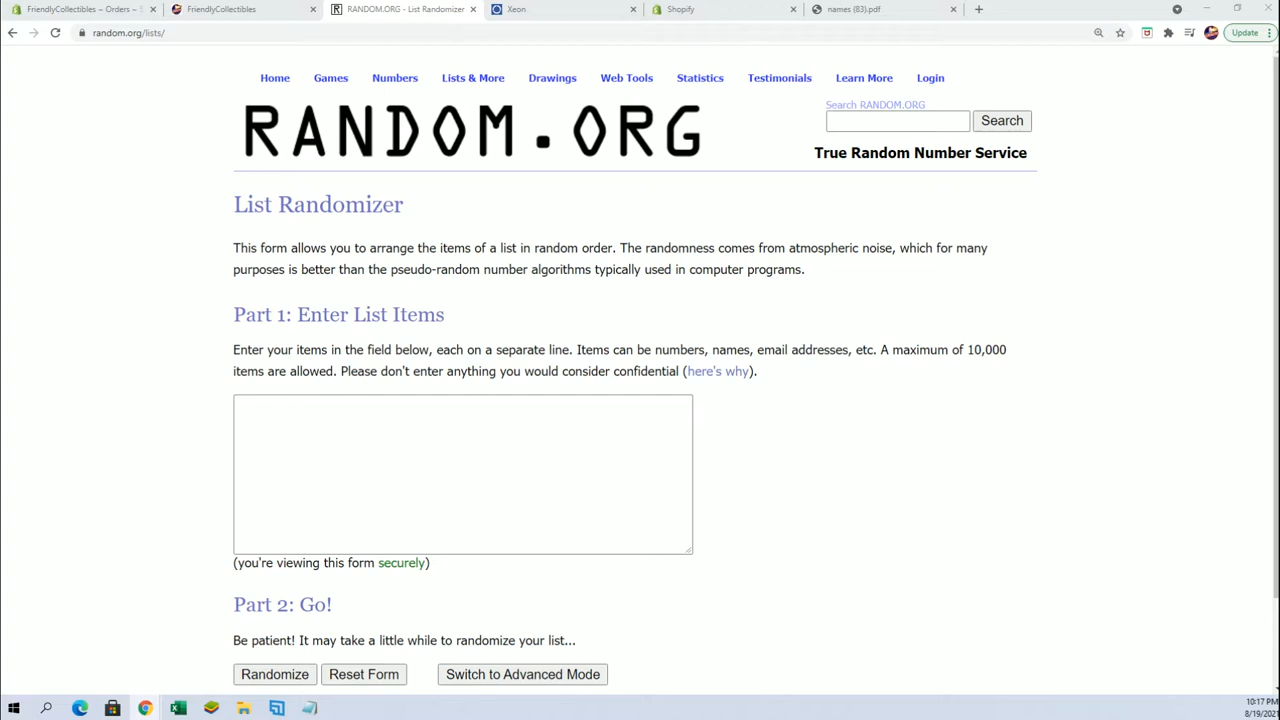 FriendlyCollectibles ~ Orders ~
FriendlyCollectibles
RANDOM.ORG - List Randomizer
Xeon
Shopify
names (83).pdf
random.org/lists/
Update
Home Games Numbers Lists & More Drawings Web Tools Statistics Testimonials Learn More Login
RANDOM.ORG
Search RANDOM.ORG
Search
True Random Number Service
List Randomizer
This form allows you to arrange the items of a list in random order. The randomness comes from atmospheric noise, which for many
purposes is better than the pseudo-random number algorithms typically used in computer programs.
Part 1: Enter List Items
Enter your items in the field below, each on a separate line. Items can be numbers, names, email addresses, etc. A maximum of 10,000
items are allowed. Please don't enter anything you would consider confidential (here's why).
(you're viewing this form securely)
Part 2: Go!
Be patient! It may take a little while to randomize your list...
Randomize Reset Form Switch to Advanced Mode
10:17 PM